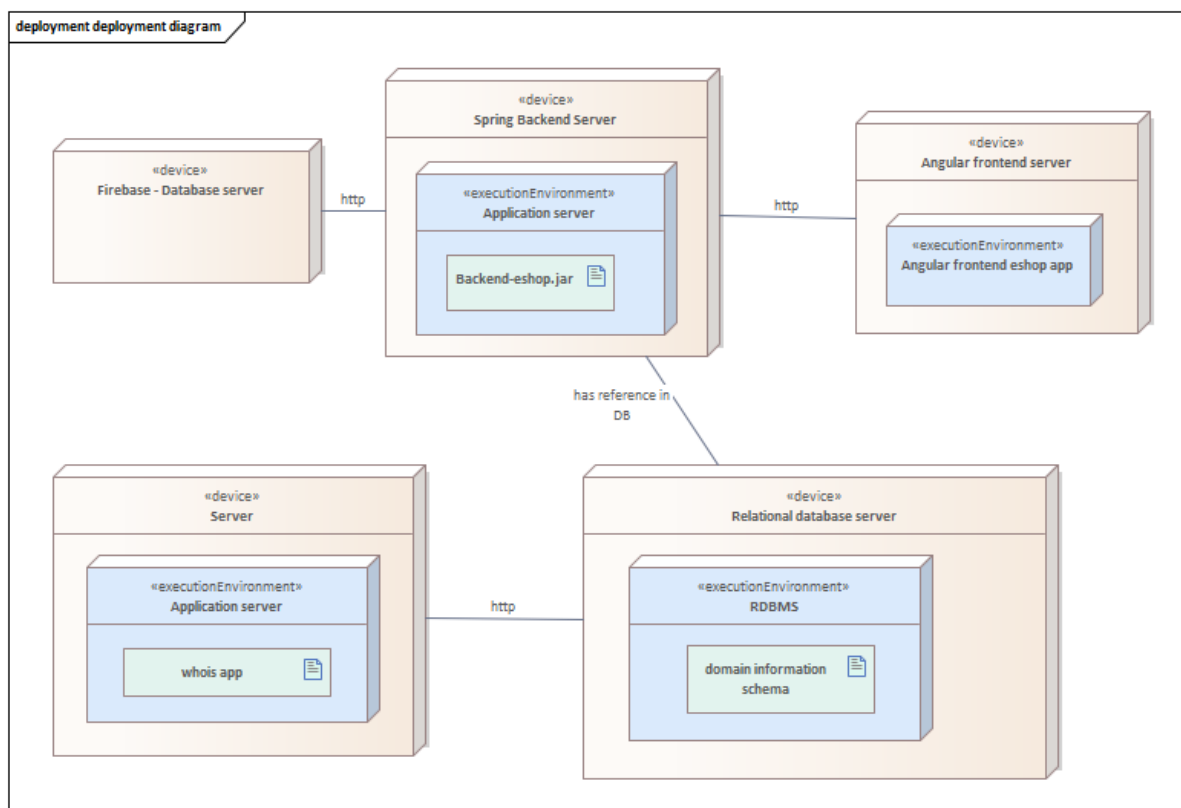 deployment deployment diagram
«device»
Spring Backend Server
«executionEnvironment»
Application server
Backend-eshop.jar
«device»
Firebase - Database server
http
http
«device»
Angular frontend server
«executionEnvironment»
Angular frontend eshop app
has reference in
DB
«device»
Server
«executionEnvironment»
Application server
whois app
http
«device»
Relational database server
«executionEnvironment»
RDBMS
domain information
schema